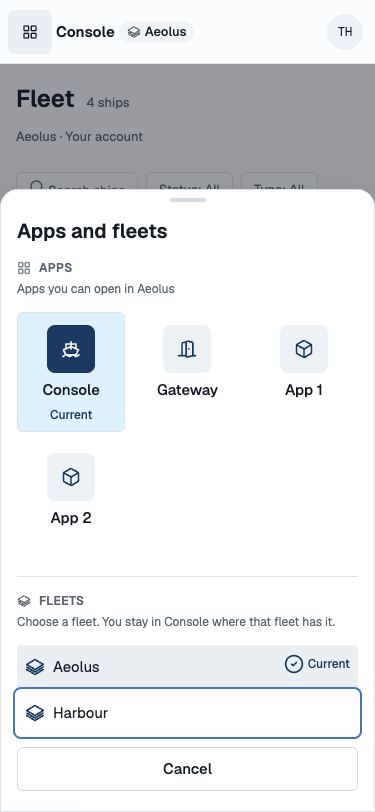 Console
Aeolus
TH
Fleet 4 ships
Aeolus · Your account
Search ships
Status: All
Type: All
Apps and fleets
APPS
Apps you can open in Aeolus
Console
Current
Gateway
App 1
App 2
FLEETS
Choose a fleet. You stay in Console where that fleet has it.
Aeolus
Current
Harbour
Cancel